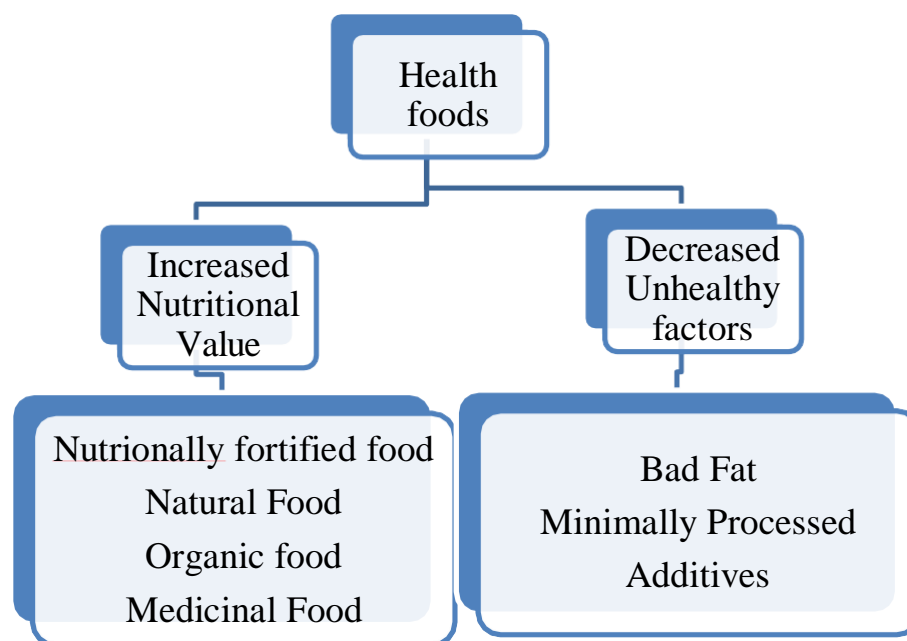 Health
foods
Increased
Nutritional
Value
Decreased
Unhealthy
factors
Nutrionally fortified food
Natural Food
Organic food
Medicinal Food
Bad Fat
Minimally Processed
Additives